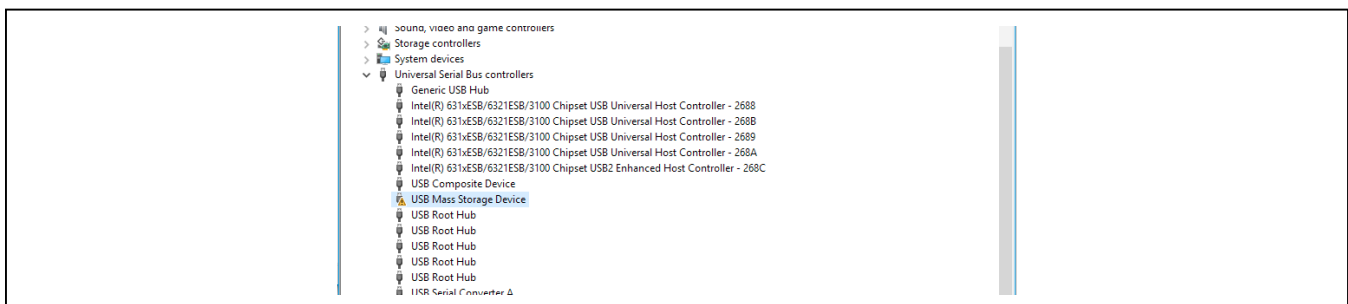 Sound, video and game controllers
Storage controllers
System devices
Universal Serial Bus controllers
Generic USB Hub
Intel(R) 631xESB/6321ESB/3100 Chipset USB Universal Host Controller - 2688
Intel(R) 631xESB/6321ESB/3100 Chipset USB Universal Host Controller - 268B
Intel(R) 631xESB/6321ESB/3100 Chipset USB Universal Host Controller - 2689
Intel(R) 631xESB/6321ESB/3100 Chipset USB Universal Host Controller - 268A
Intel(R) 631xESB/6321ESB/3100 Chipset USB2 Enhanced Host Controller - 268C
USB Composite Device
USB Mass Storage Device
USB Root Hub
USB Root Hub
USB Root Hub
USB Root Hub
USB Root Hub
USB Serial Converter A